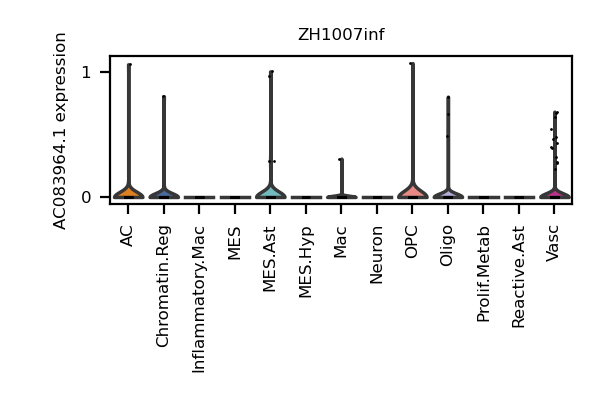 ZH1007inf
AC083964.1 expression
1
0
AC
Chromatin.Reg
Inflammatory.Mac
MES
MES.Ast
MES.Hyp
Mac
Neuron
OPC
Oligo
Prolif.Metab
Reactive.Ast
Vasc